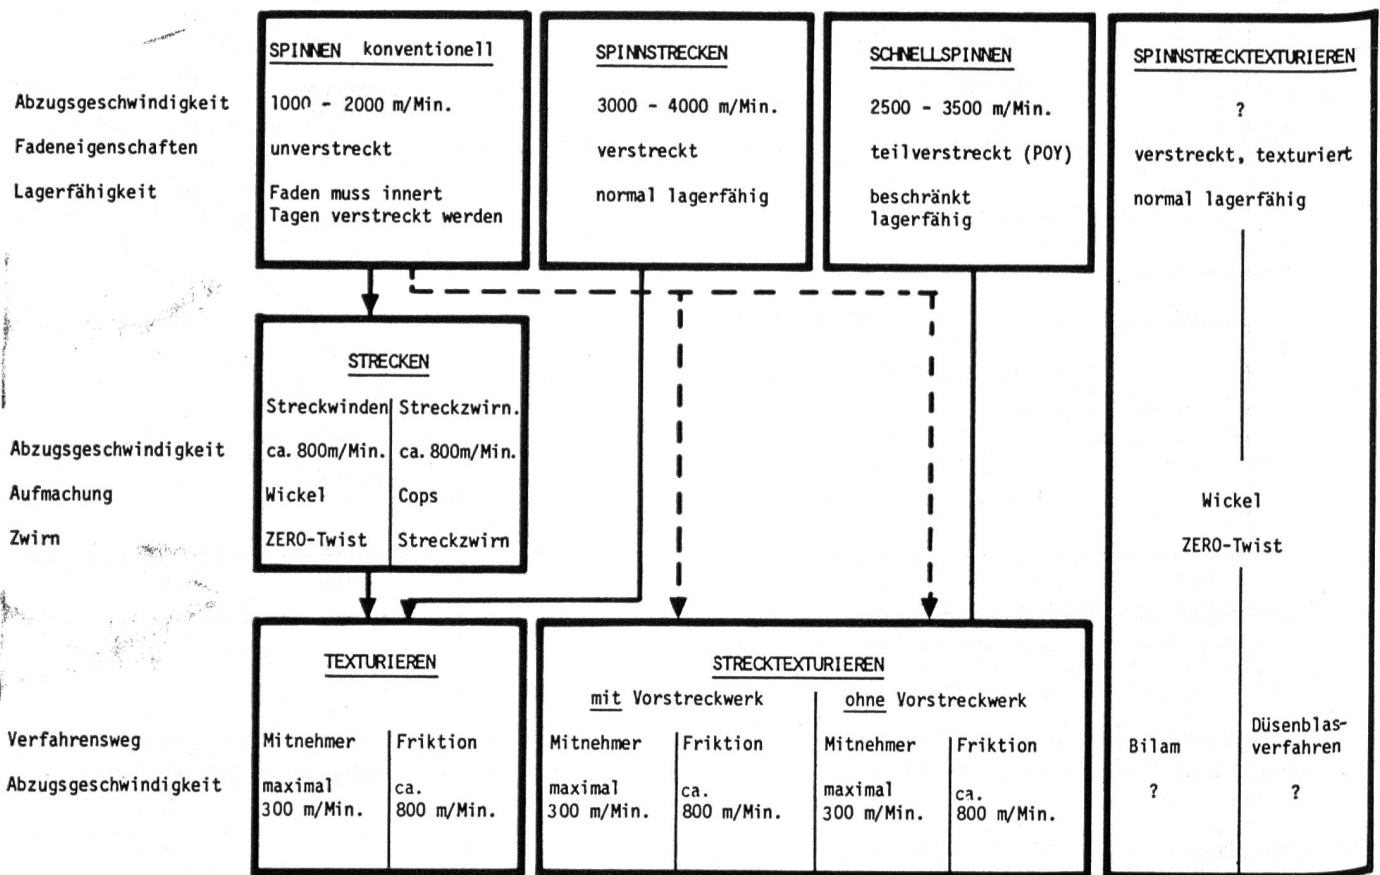 SPINNEN konventionell
SPINNSTRECKEN
SCHNELLSPINNEN
SPINNSTRECKTEXTURIEREN
Abzugsgeschwindigkeit
1000 - 2000 m/Min.
3000 - 4000 m/Min.
2500 - 3500 m/Min.
?
Fadeneigenschaften
unverstreckt
verstreckt
teilverstreckt (POY)
verstreckt, texturiert
Lagerfähigkeit
Faden muss innert
Tagen verstreckt werden
normal lagerfähig
beschränkt
lagerfähig
normal lagerfähig
STRECKEN
Streckwinden
Streckzwirn.
Abzugsgeschwindigkeit
ca. 800m/Min.
ca. 800m/Min.
Aufmachung
Wickel
Cops
Wickel
Zwirn
ZERO-Twist
Streckzwirn
ZERO-Twist
TEXTURIEREN
STRECKTEXTURIEREN
mit Vorstreckwerk
ohne Vorstreckwerk
Verfahrensweg
Mitnehmer
Friktion
Mitnehmer
Friktion
Mitnehmer
Friktion
Bilam
Düsenblas-
verfahren
Abzugsgeschwindigkeit
maximal
300 m/Min.
ca.
800 m/Min.
maximal
300 m/Min.
ca.
800 m/Min.
maximal
300 m/Min.
ca.
800 m/Min.
?
?